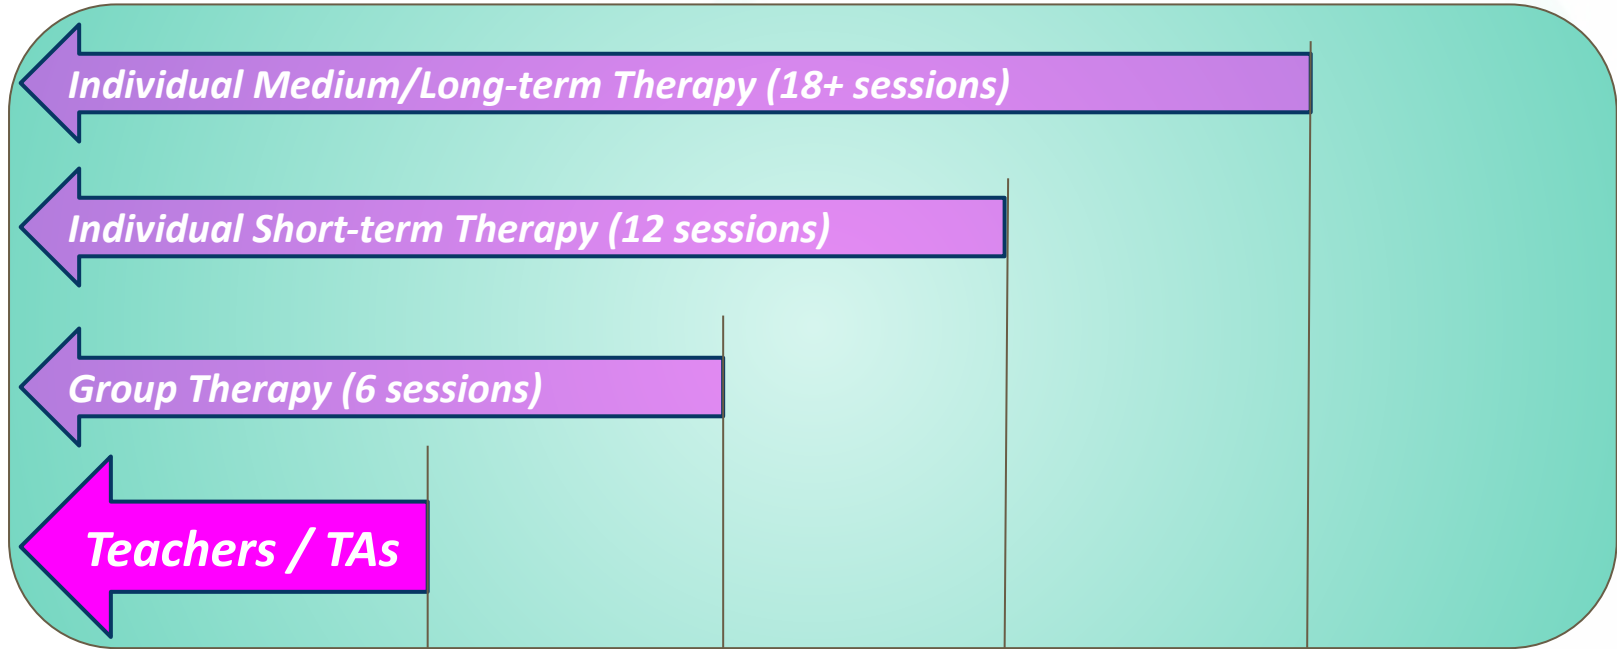 Individual Medium/Long-term Therapy (18+ sessions)
Individual Short-term Therapy (12 sessions)
Group Therapy (6 sessions)
Teachers / TAs